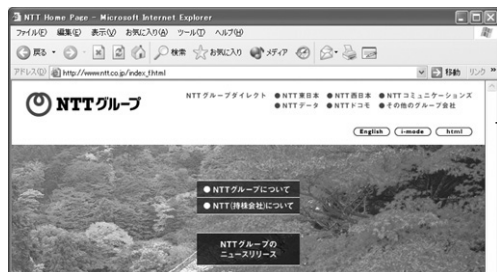 NTT Home Page - Microsoft Internet Explorer
ファイル(F) 編集(E) 表示(V) お気に入り(A) ツール(T) ヘルプ(H)
戻る 検索 お気に入り メディア
アドレス(D) http://www.ntt.co.jp/index_f.html 移動 リンク »
NTTグループ
NTTグループダイレクト ●NTT東日本 ●NTT西日本 ●NTTコミュニケーションズ
●NTTデータ ●NTTドコモ ●その他のグループ会社
English i-mode html
●NTTグループについて
●NTT(持株会社)について
NTTグループの
ニュースリリース